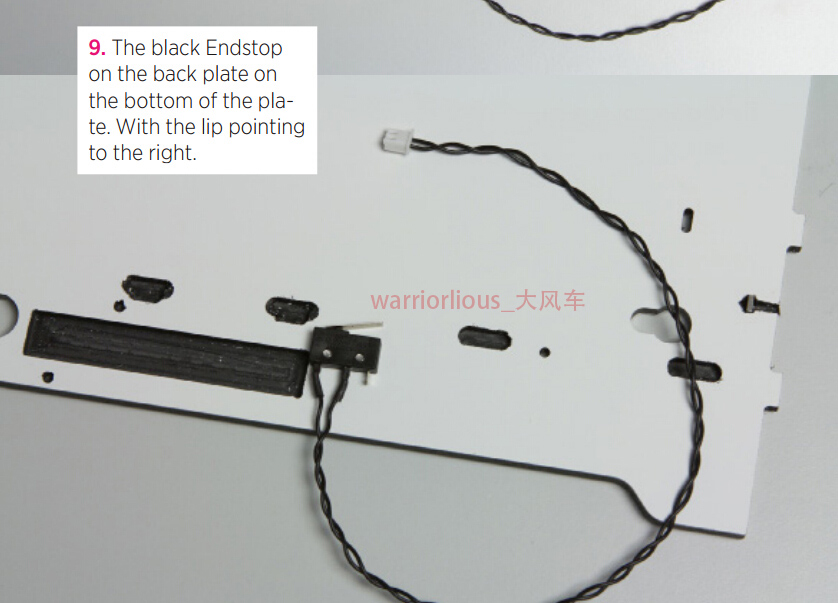 9. The black Endstop
on the back plate on
the bottom of the pla-
te. With the lip pointing
to the right.
warriorlious_大风车